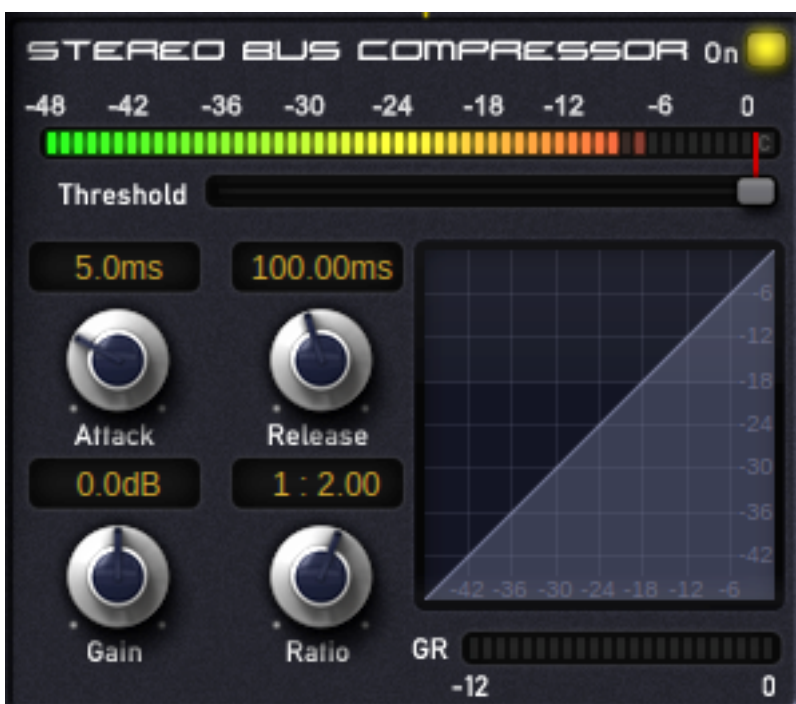 STEREO BUS COMPRESSOR On
-48 -42 -36 -30 -24 -18 -12 -6 0
C
Threshold
5.0ms 100.00ms
-6
-12
-18
-24
-30
-36
-42
Attack Release
0.0dB 1 : 2.00
-42 -36 -30 -24 -18 -12 -6
Gain Ratio
GR
-12 0